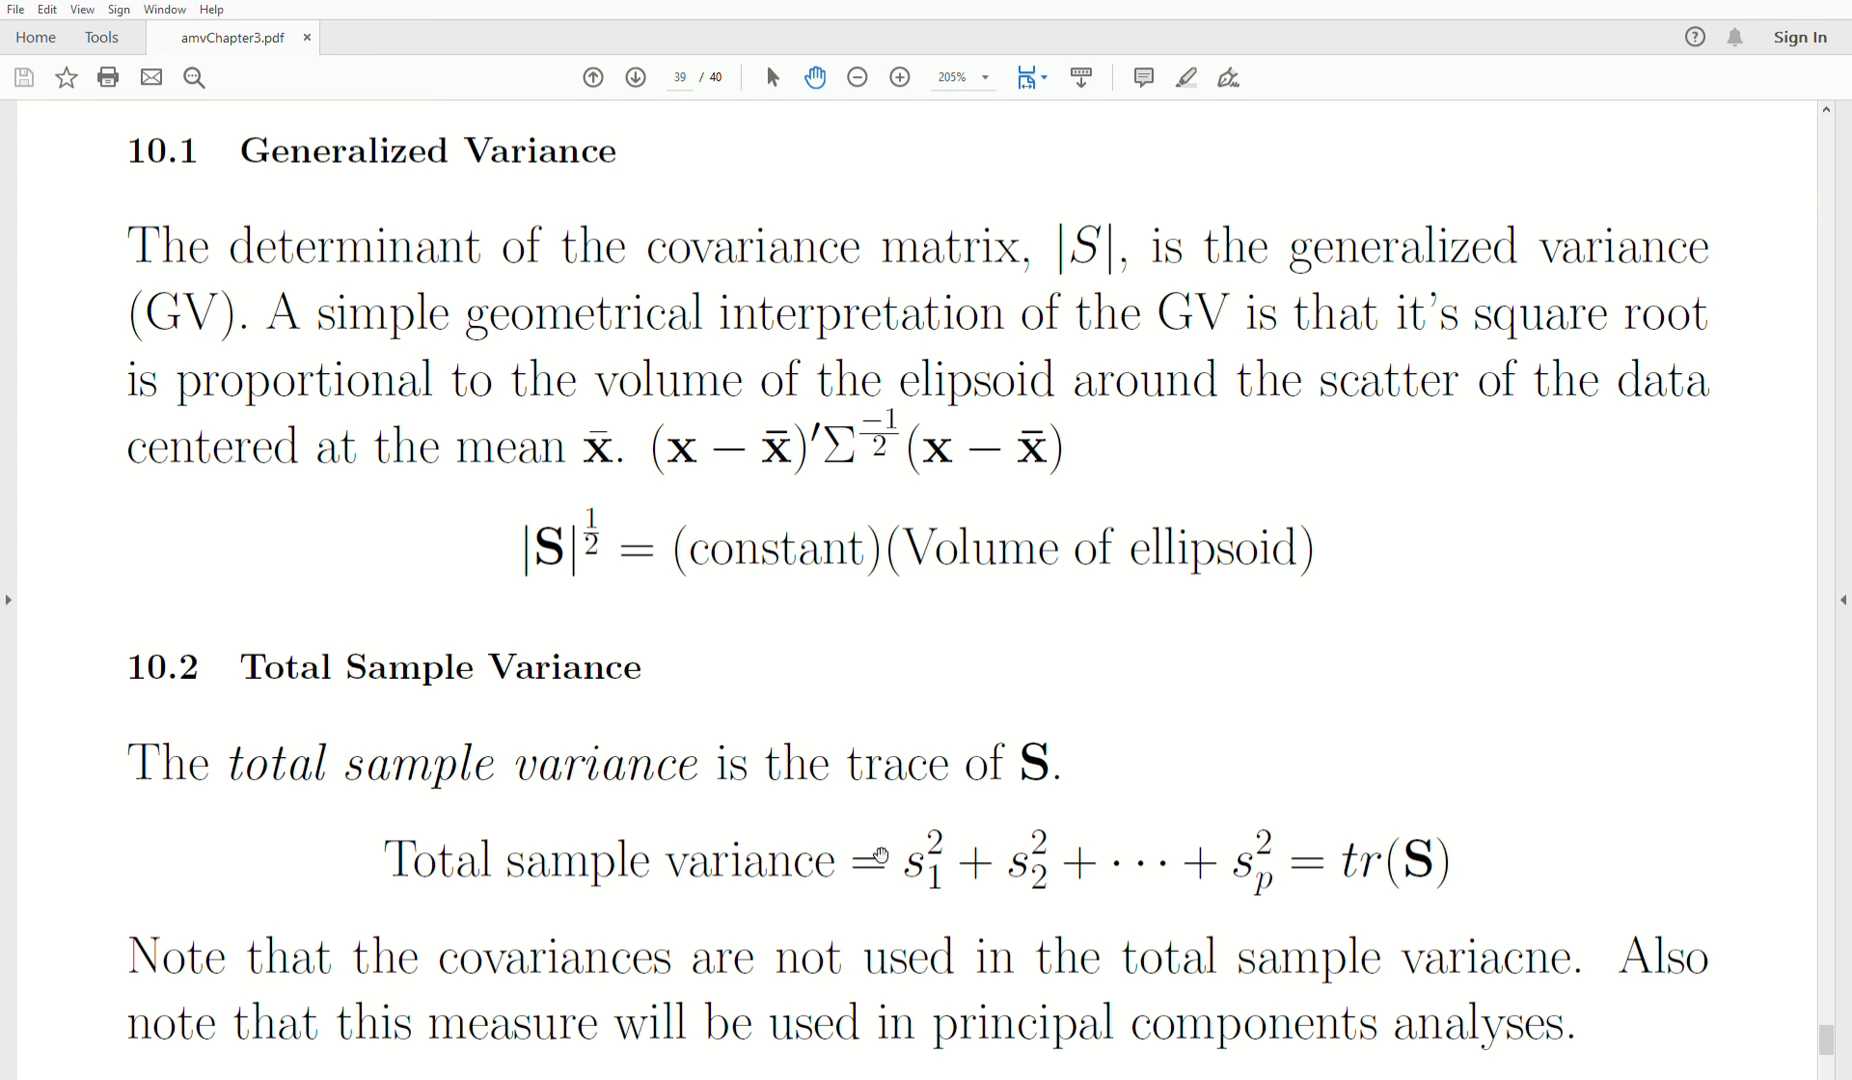 File Edit View Sign Window Help
Home Tools amvChapter3.pdf × Sign In
39 / 40 205%
10.1 Generalized Variance
The determinant of the covariance matrix, |S|, is the generalized variance
(GV). A simple geometrical interpretation of the GV is that it's square root
is proportional to the volume of the elipsoid around the scatter of the data
centered at the mean x̄. (x − x̄)′Σ^{\frac{-1}{2}}(x − x̄)
|S|^{\frac{1}{2}} = (constant)(Volume of ellipsoid)
10.2 Total Sample Variance
The total sample variance is the trace of S.
Total sample variance = s₁² + s₂² + ··· + s_p² = tr(S)
Note that the covariances are not used in the total sample variacne. Also
note that this measure will be used in principal components analyses.